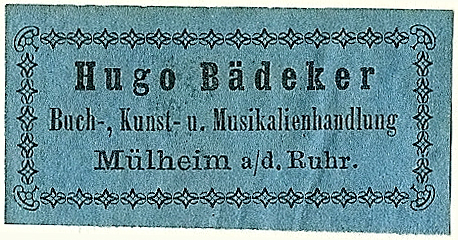 Hugo Bädeker
Buch-, Kunst- u. Musikalienhandlung
Mülheim a/d. Ruhr.